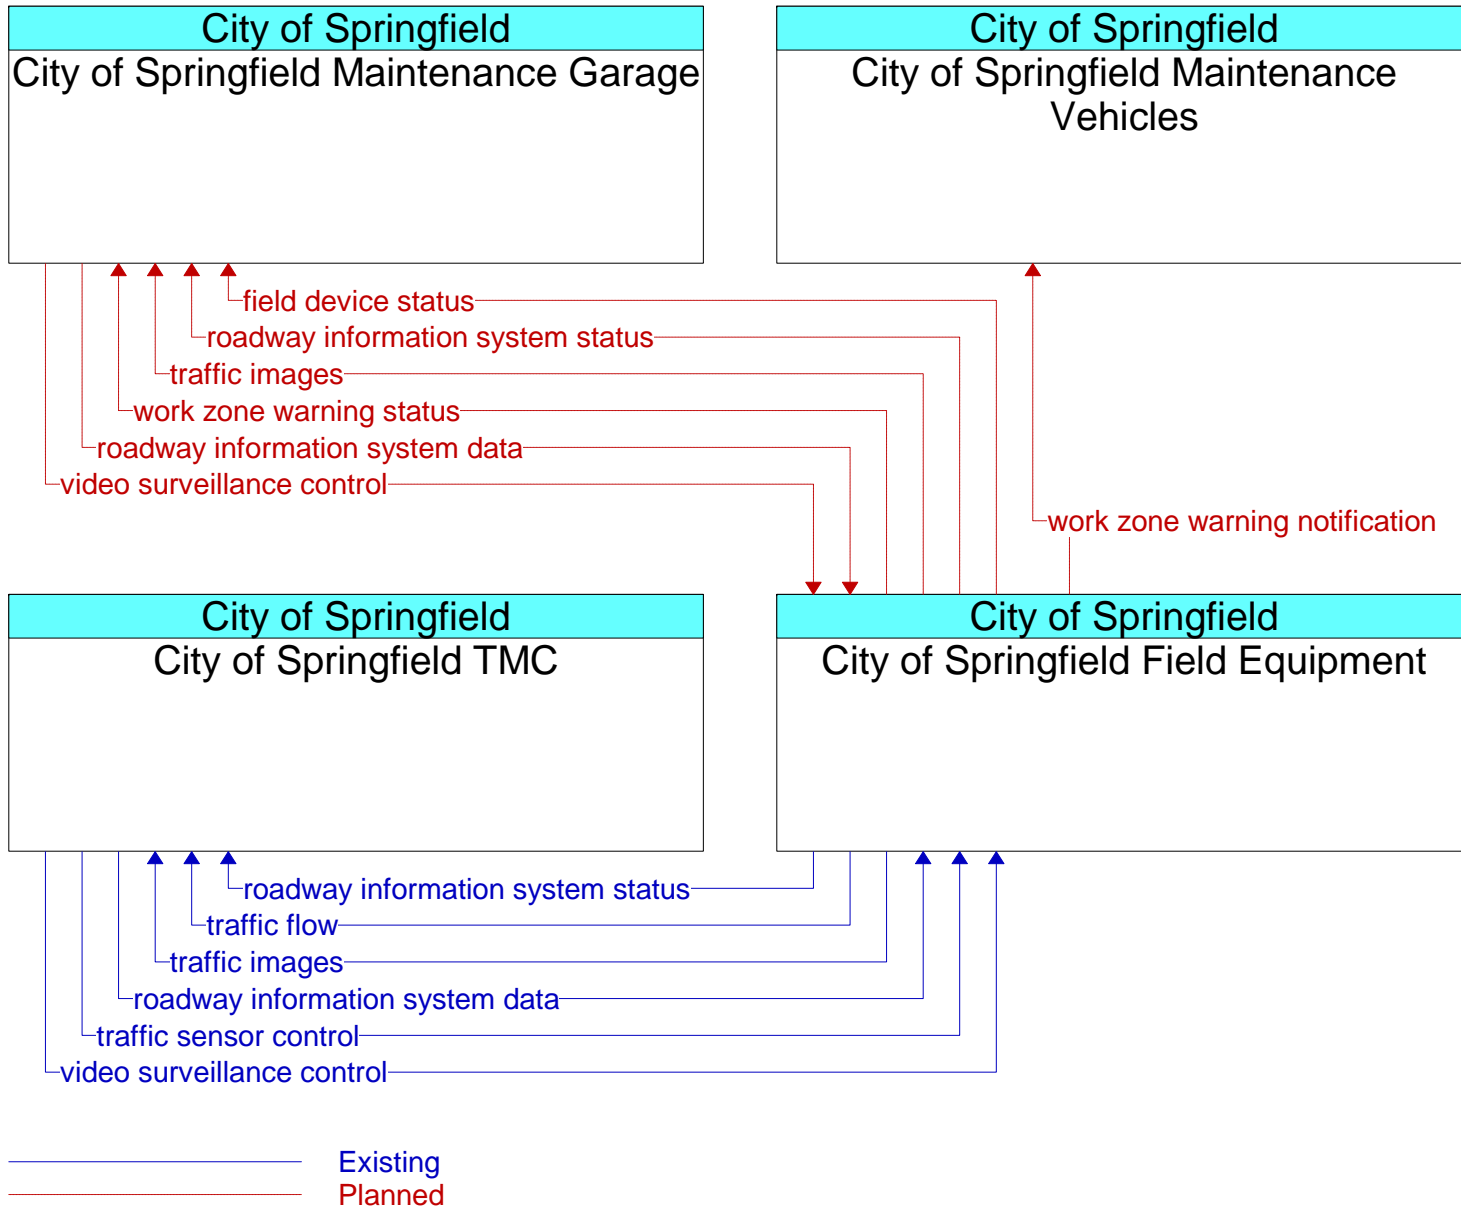 City of Springfield
City of Springfield Maintenance Garage
City of Springfield
City of Springfield Maintenance
Vehicles
field device status
roadway information system status
traffic images
work zone warning status
roadway information system data
video surveillance control
work zone warning notification
City of Springfield
City of Springfield TMC
City of Springfield
City of Springfield Field Equipment
roadway information system status
traffic flow
traffic images
roadway information system data
traffic sensor control
video surveillance control
Existing
Planned